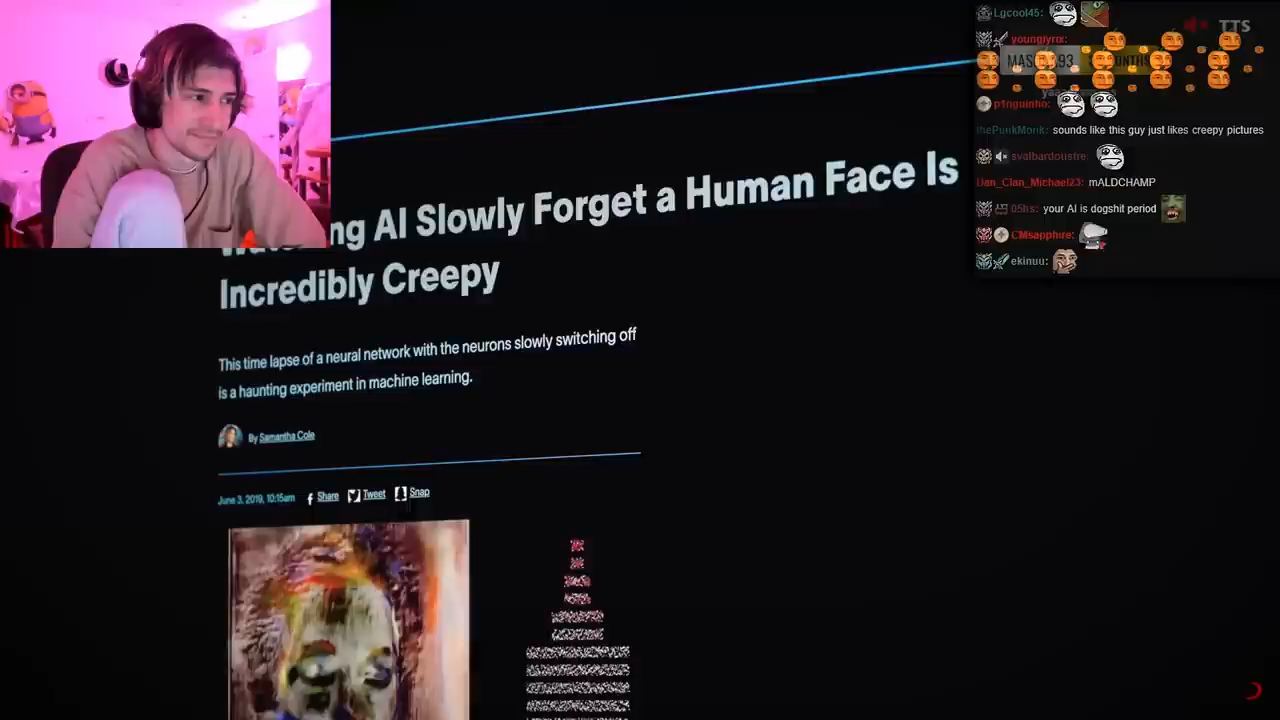 ng AI Slowly Forget a Human Face Is
Incredibly Creepy
This time lapse of a neural network with the neurons slowly switching off
is a haunting experiment in machine learning.
By Samantha Cole
June 3, 2019, 10:15am Share Tweet Snap
TTS
Lgcool45:
p1nguinho:
thePunkMonk: sounds like this guy just likes creepy pictures
Dan_Clan_Michael23: mALDCHAMP
05hs: your AI is dogshit period
CMsapphire:
ekinuu: